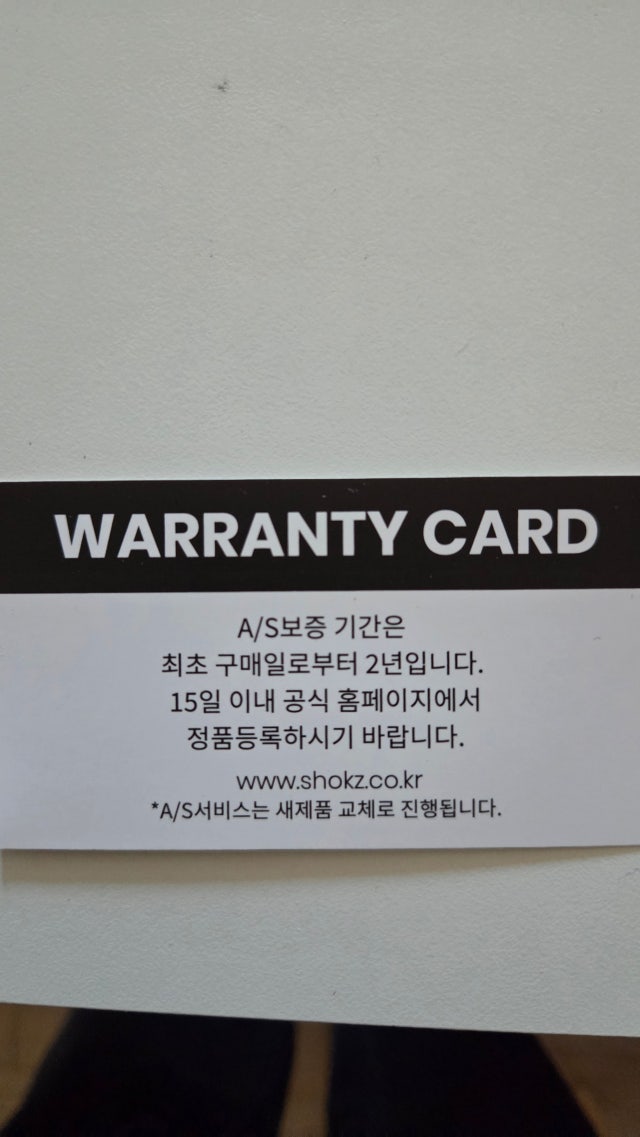 WARRANTY CARD
A/S보증 기간은
최초 구매일로부터 2년입니다.
15일 이내 공식 홈페이지에서
정품등록하시기 바랍니다.
www.shokz.co.kr
*A/S서비스는 새제품 교체로 진행됩니다.